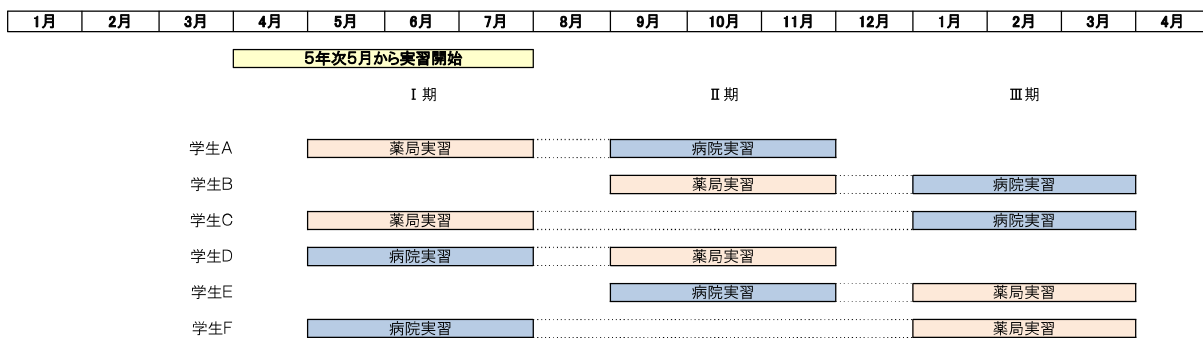 1月 2月 3月 4月 5月 6月 7月 8月 9月 10月 11月 12月 1月 2月 3月 4月
5年次5月から実習開始
Ⅰ期 Ⅱ期 Ⅲ期
学生A 薬局実習 病院実習
学生B 薬局実習 病院実習
学生C 薬局実習 病院実習
学生D 病院実習 薬局実習
学生E 病院実習 薬局実習
学生F 病院実習 薬局実習